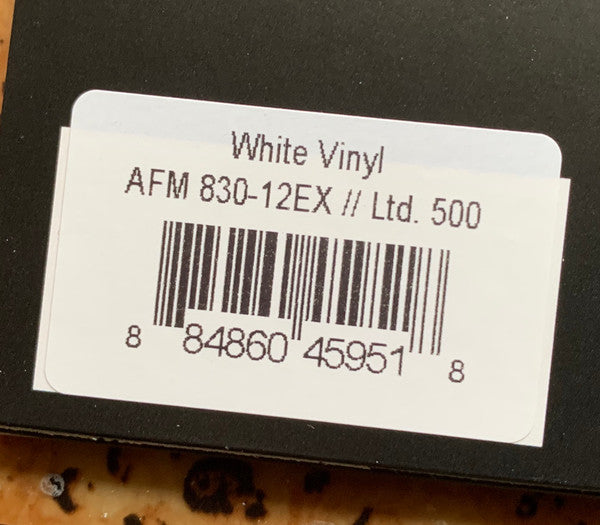 White Vinyl
AFM 830-12EX // Ltd. 500
8 84860 45951 8